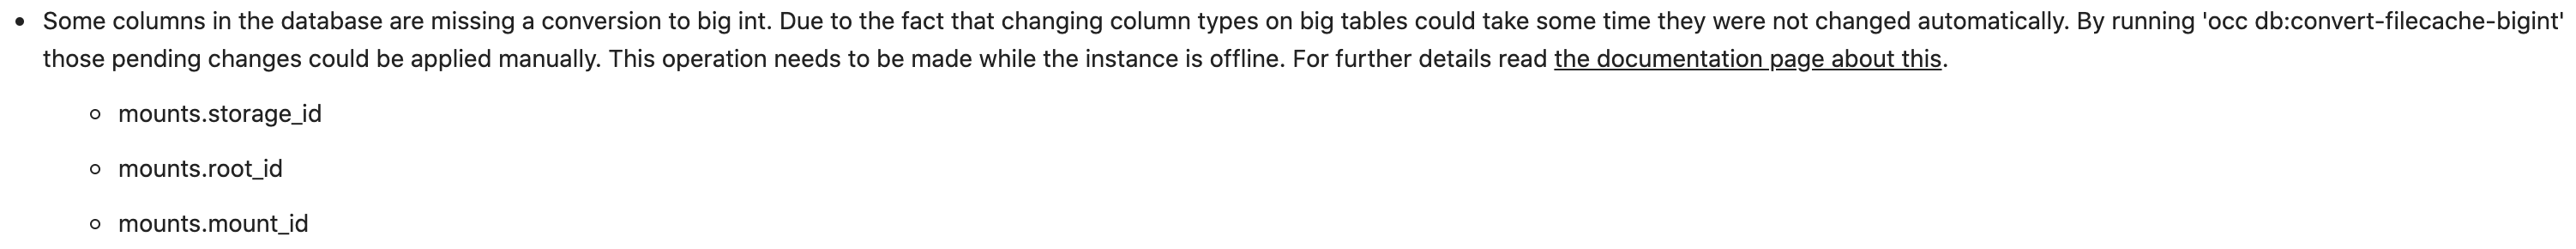 Some columns in the database are missing a conversion to big int. Due to the fact that changing column types on big tables could take some time they were not changed automatically. By running 'occ db:convert-filecache-bigint'
those pending changes could be applied manually. This operation needs to be made while the instance is offline. For further details read the documentation page about this.
mounts.storage_id
mounts.root_id
mounts.mount_id